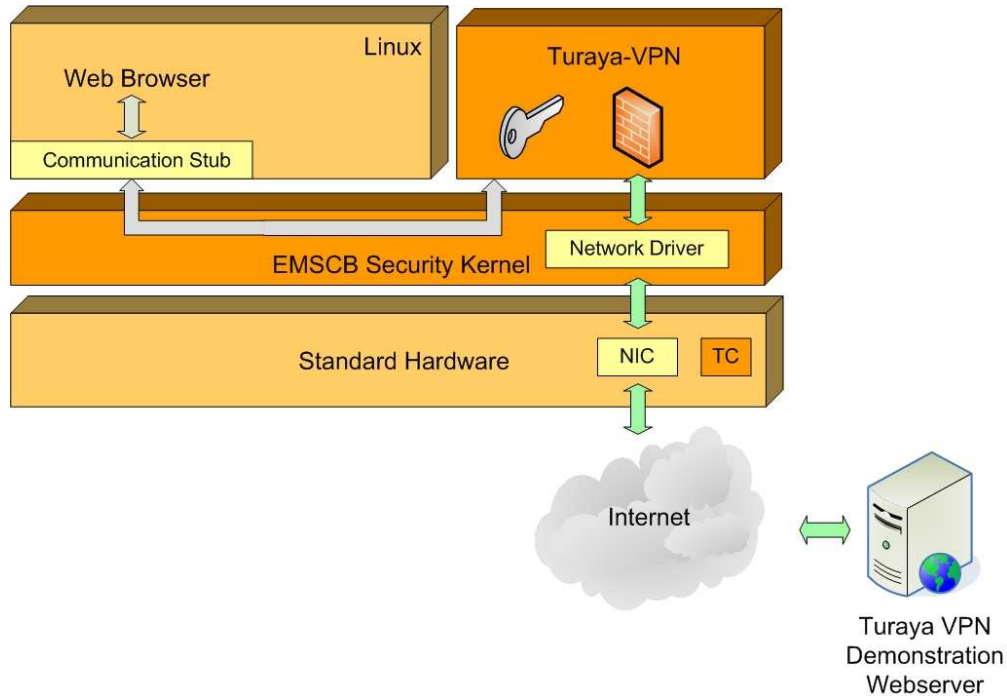 Linux
Web Browser
Communication Stub
Turaya-VPN
Network Driver
EMSCB Security Kernel
Standard Hardware
NIC
TC
Internet
Turaya VPN
Demonstration
Webserver